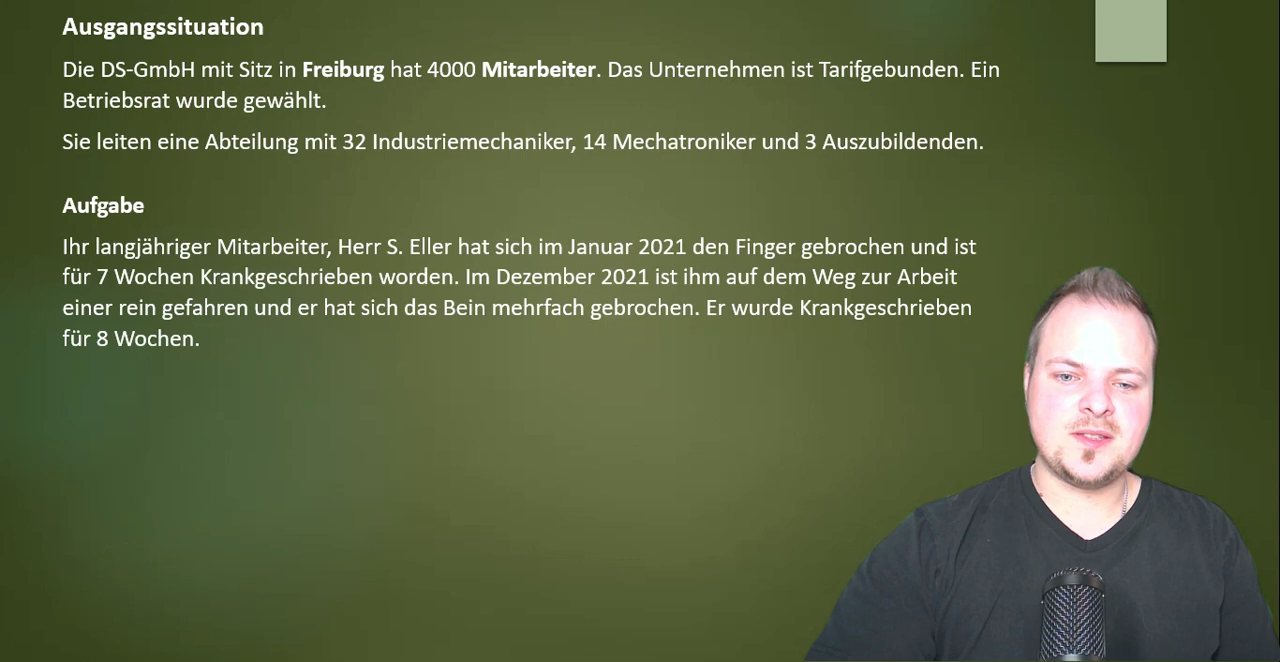 Ausgangssituation
Die DS-GmbH mit Sitz in Freiburg hat 4000 Mitarbeiter. Das Unternehmen ist Tarifgebunden. Ein
Betriebsrat wurde gewählt.
Sie leiten eine Abteilung mit 32 Industriemechaniker, 14 Mechatroniker und 3 Auszubildenden.
Aufgabe
Ihr langjähriger Mitarbeiter, Herr S. Eller hat sich im Januar 2021 den Finger gebrochen und ist
für 7 Wochen Krankgeschrieben worden. Im Dezember 2021 ist ihm auf dem Weg zur Arbeit
einer rein gefahren und er hat sich das Bein mehrfach gebrochen. Er wurde Krankgeschrieben
für 8 Wochen.